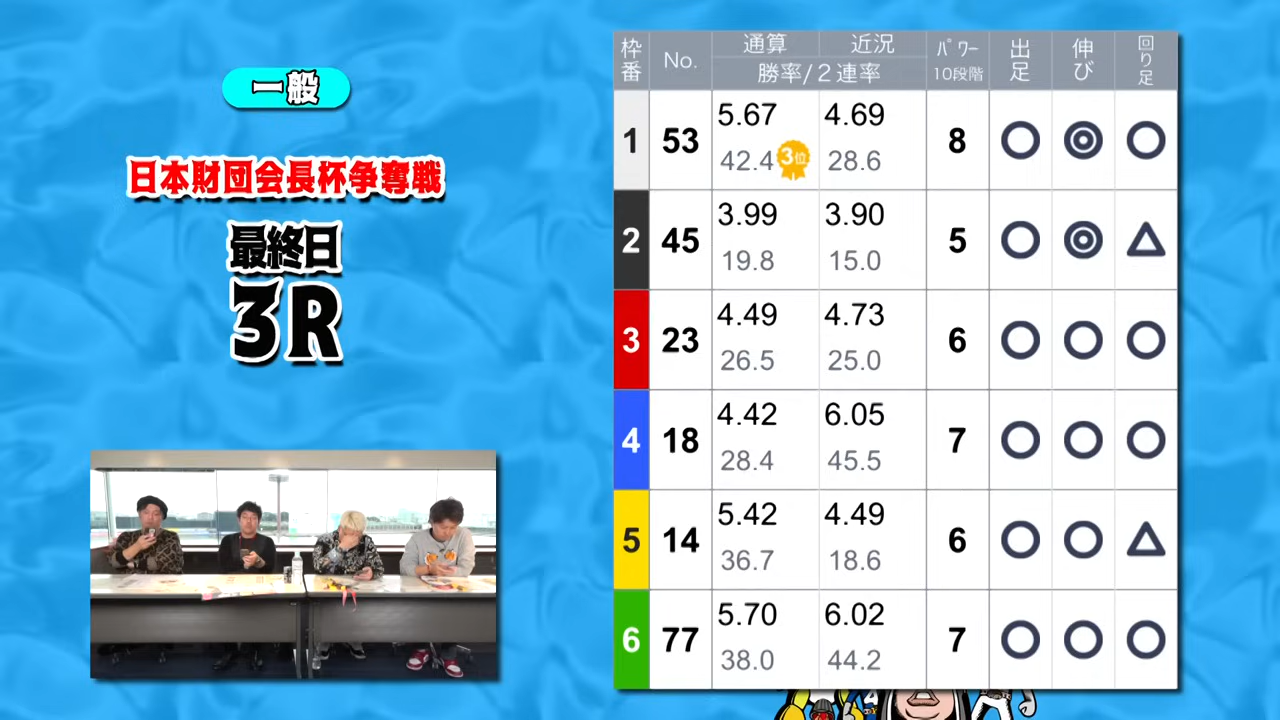 一般
日本財団会長杯争奪戦
最終日
3R
枠番 No. 通算 近況 勝率/2連率 パワー 10段階 出足 伸び 回り足
1 53 5.67 4.69 8 ○ ◎ ○
42.4 3位 28.6
2 45 3.99 3.90 5 ○ ◎ △
19.8 15.0
3 23 4.49 4.73 6 ○ ○ ○
26.5 25.0
4 18 4.42 6.05 7 ○ ○ ○
28.4 45.5
5 14 5.42 4.49 6 ○ ○ △
36.7 18.6
6 77 5.70 6.02 7 ○ ○ ○
38.0 44.2